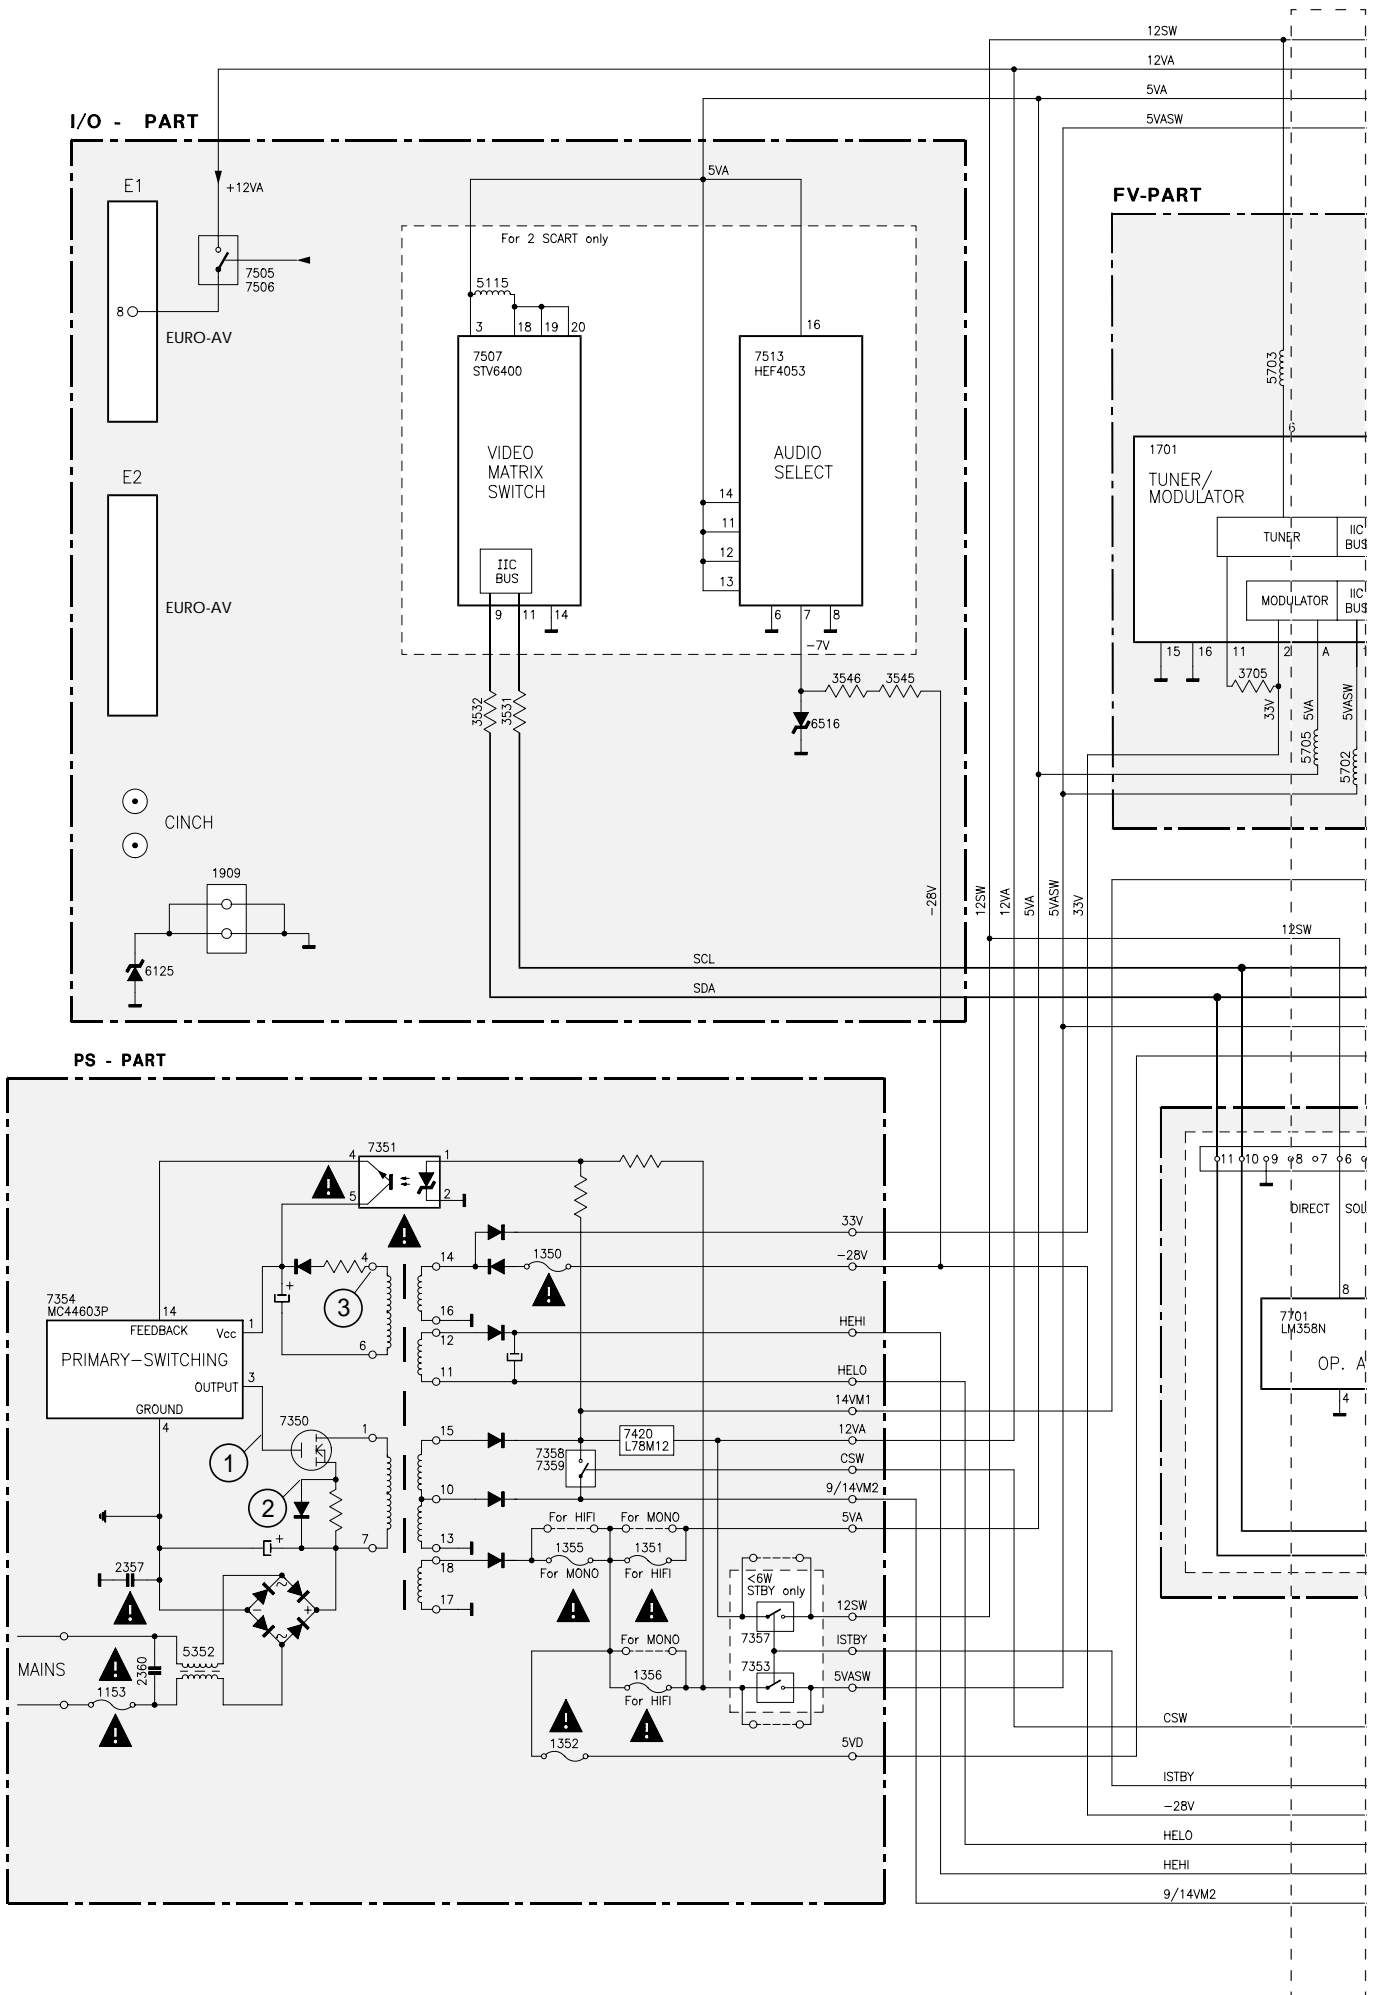 12SW
12VA
5VA
5VASW
I/O - PART
FV-PART
E1
+12VA
5VA
For 2 SCART only
7505
7506
8
EURO-AV
5115
3
18
19
20
16
7507
STV6400
7513
HEF4053
5703
6
VIDEO
MATRIX
SWITCH
AUDIO
SELECT
1701
TUNER/
MODULATOR
E2
14
11
12
13
TUNER
IIC
BUS
IIC
BUS
MODULATOR
IIC
BUS
EURO-AV
9
11
14
6
7
8
-7V
15
16
11
2
A
3532
3531
3546
3545
6516
3705
33V
5VA
5VASW
5705
5702
CINCH
1909
6125
-28V
12SW
12VA
5VA
5VASW
33V
12SW
SCL
SDA
PS - PART
7351
4
1
5
2
11
10
9
8
7
6
DIRECT
SOL
33V
14
1350
-28V
4
3
7354
MC44603P
14
FEEDBACK
1
Vcc
+
16
12
HEHI
6
11
HELO
PRIMARY-SWITCHING
3
OUTPUT
GROUND
4
7350
1
1
14VM1
15
7420
L78M12
12VA
7358
7359
CSW
2
10
9/14VM2
For HIFI
For MONO
5VA
+
7
13
1355
1351
18
For MONO
For HIFI
2357
<6W
STBY only
17
12SW
7357
-
~
+
~
5352
2360
MAINS
1153
For MONO
ISTBY
7353
1356
5VASW
For HIFI
1352
5VD
8
7701
LM358N
OP. A
4
CSW
ISTBY
-28V
HELO
HEHI
9/14VM2